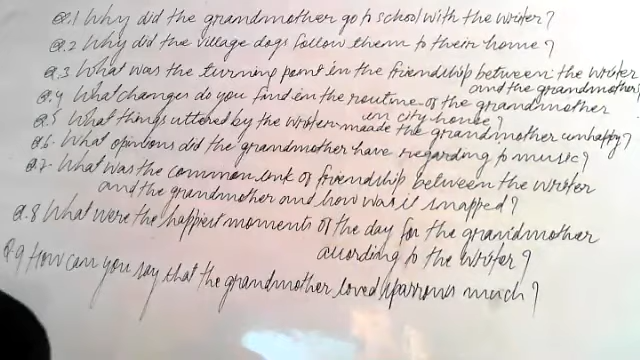 Q.1 Why did the grandmother go to school with the writer?
Q.2 Why did the village dogs follow them to their home?
Q.3 What was the turning point in the friendship between the writer
and the grandmother?
Q.4 What changes do you find in the routine of the grandmother
in city house?
Q.5 What things uttered by the writer maade the grandmother unhappy?
Q.6. What opinions did the grandmother have regarding to music?
Q.7. What was the common link of friendship between the writer
and the grandmother and how was it snapped?
Q.8 What were the happiest moments of the day for the grandmother
according to the writer?
Q.9 How can you say that the grandmother loved sparrows much?